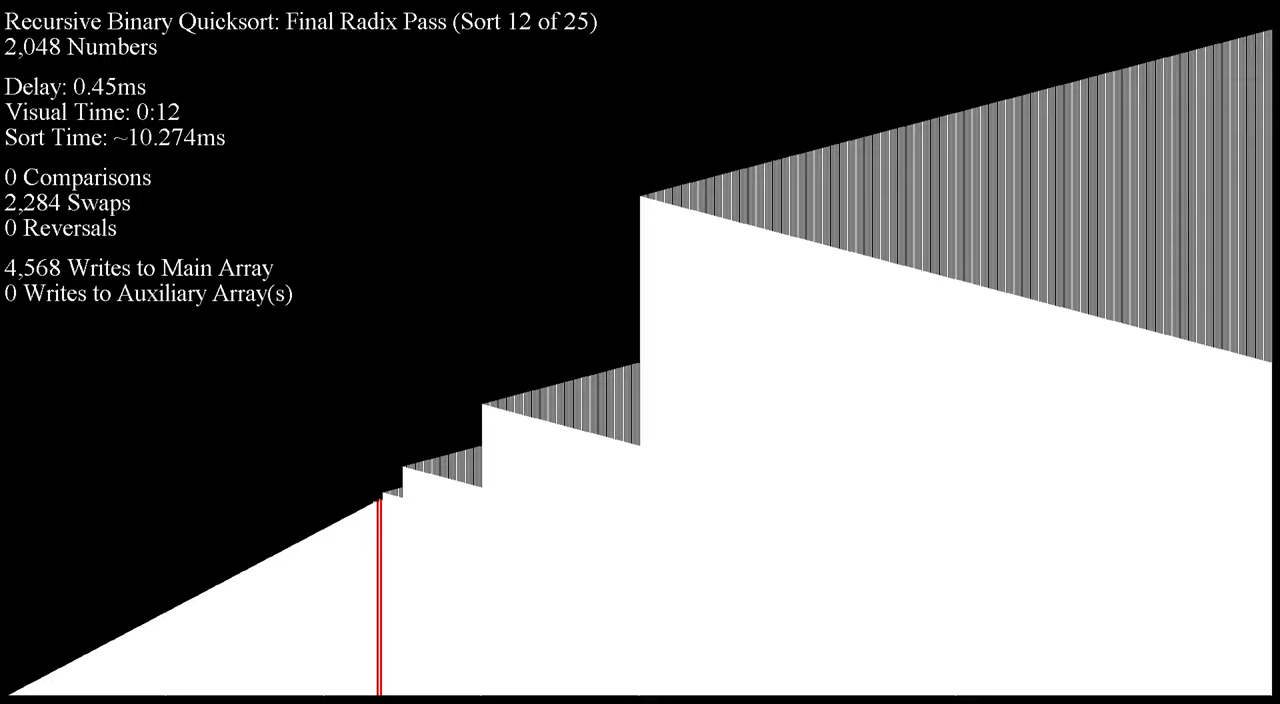 Recursive Binary Quicksort: Final Radix Pass (Sort 12 of 25)
2,048 Numbers
Delay: 0.45ms
Visual Time: 0:12
Sort Time: ~10.274ms
0 Comparisons
2,284 Swaps
0 Reversals
4,568 Writes to Main Array
0 Writes to Auxiliary Array(s)